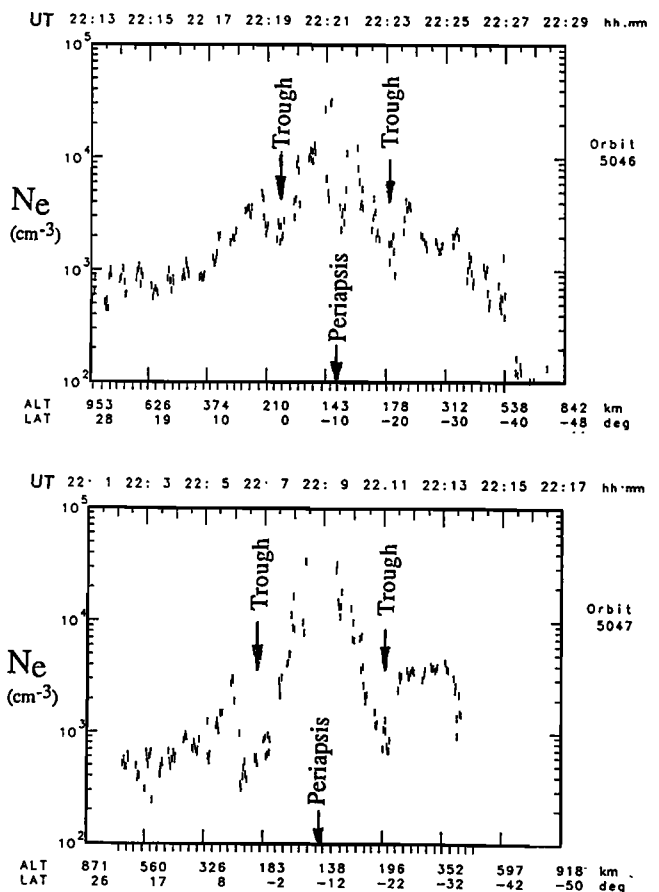 UT 22:13 22:15 22 17 22:19 22:21 22:23 22:25 22:27 22:29 hh.mm
10⁵
Trough
Trough
10⁴
Orbit
5046
Ne
(cm⁻³)
10³
Periapsis
10²
ALT 953 626 374 210 143 178 312 538 842 km
LAT 28 19 10 0 -10 -20 -30 -40 -48 deg
UT 22· 1 22: 3 22: 5 22· 7 22: 9 22.11 22:13 22:15 22:17 hh·mm
10⁵
Trough
Trough
10⁴
Orbit
5047
Ne
(cm⁻³)
10³
Periapsis
10²
ALT 871 560 326 183 138 196 352 597 918 km
LAT 26 17 8 -2 -12 -22 -32 -42 -50 deg